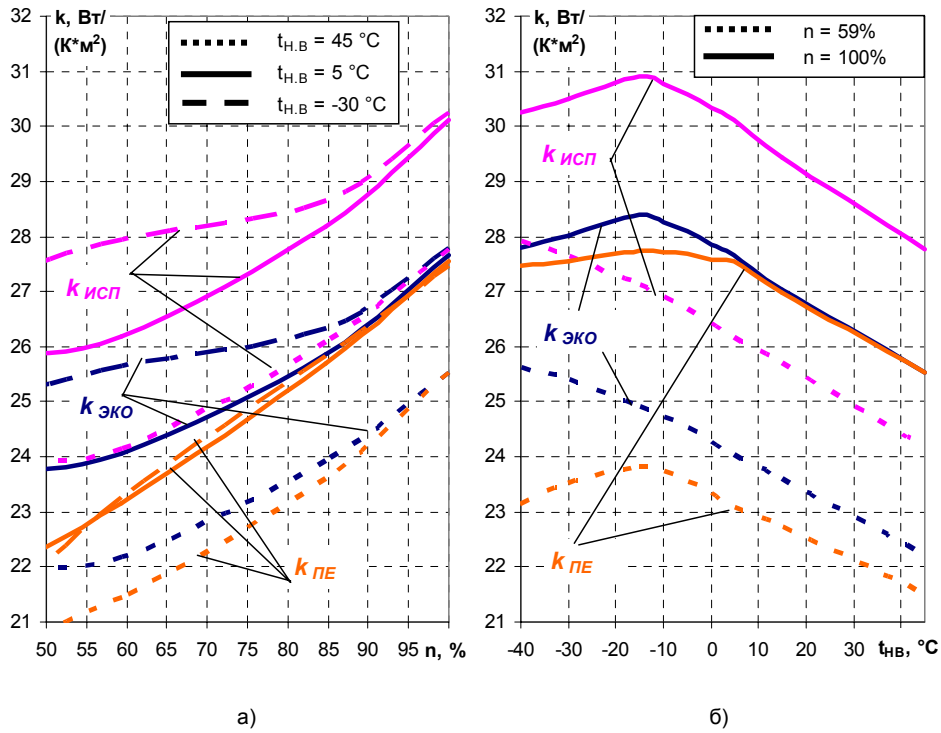 k, Вт/
(К*м²)
t Н.В = 45 °C
t Н.В = 5 °C
t Н.В = -30 °C
32
31
30
29
28
27
26
25
24
23
22
21
k ИСП
k ЭКО
k ПЕ
50 55 60 65 70 75 80 85 90 95 n, %
а)
k, Вт/
(К*м²)
n = 59%
n = 100%
32
31
30
29
28
27
26
25
24
23
22
21
k ИСП
k ЭКО
k ПЕ
-40 -30 -20 -10 0 10 20 30 tНВ, °C
б)